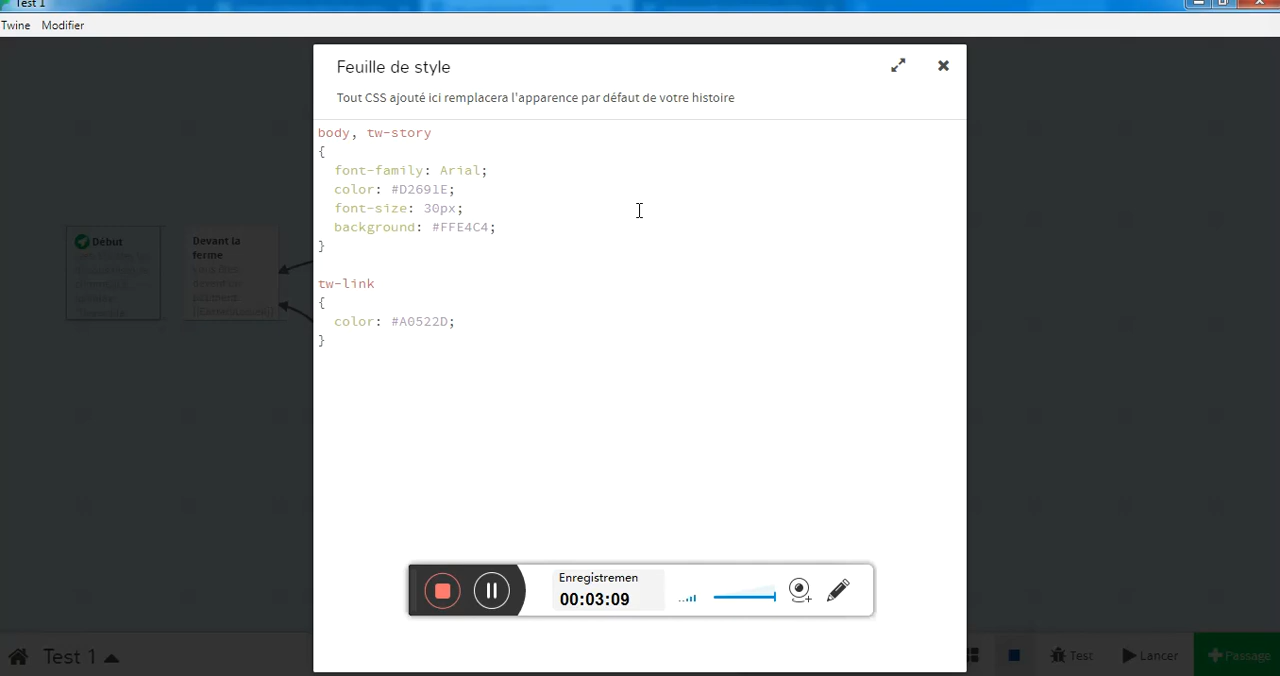 Test 1
Twine Modifier
Feuille de style
Tout CSS ajouté ici remplacera l'apparence par défaut de votre histoire
body, tw-story
{
font-family: Arial;
color: #D2691E;
font-size: 30px;
background: #FFE4C4;
}
tw-link
{
color: #A0522D;
}
Début
Devant la
ferme
Enregistremen
00:03:09
Test 1
Test
Lancer
Passage